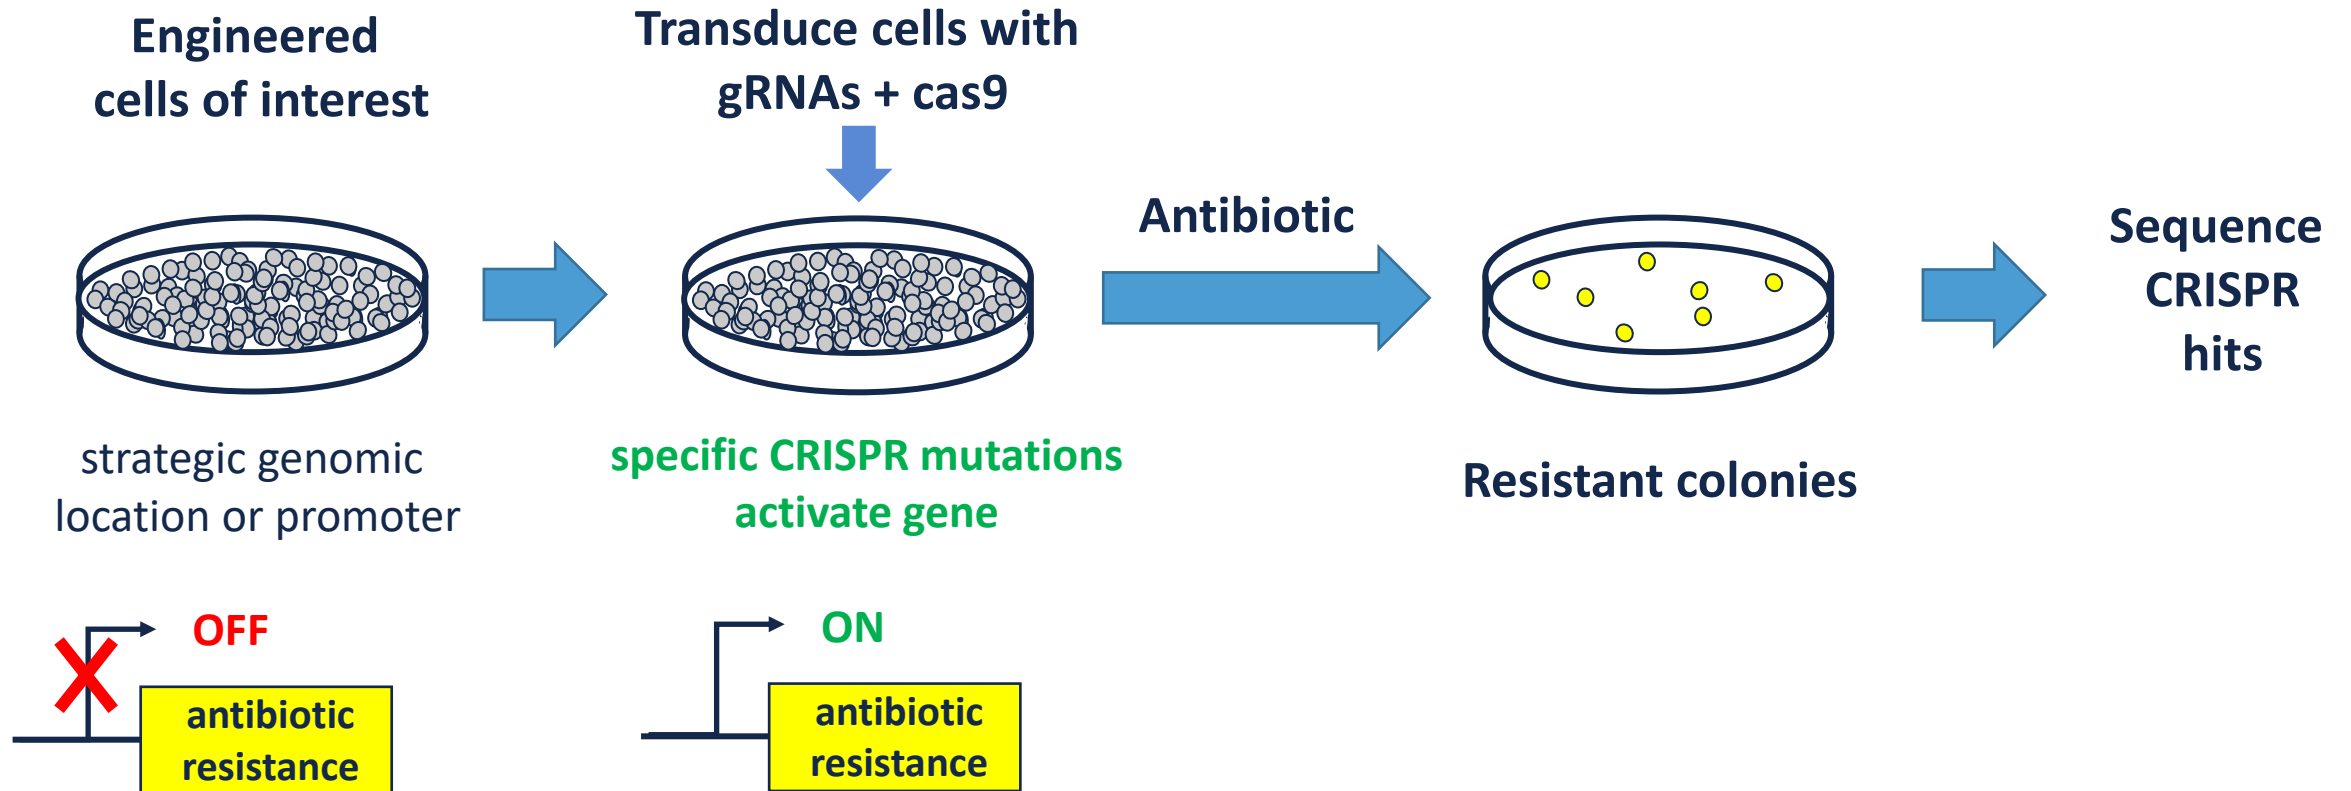 Engineered
cells of interest
Transduce cells with
gRNAs + cas9
Antibiotic
Sequence
CRISPR
hits
strategic genomic
location or promoter
specific CRISPR mutations
activate gene
Resistant colonies
OFF
antibiotic
resistance
ON
antibiotic
resistance